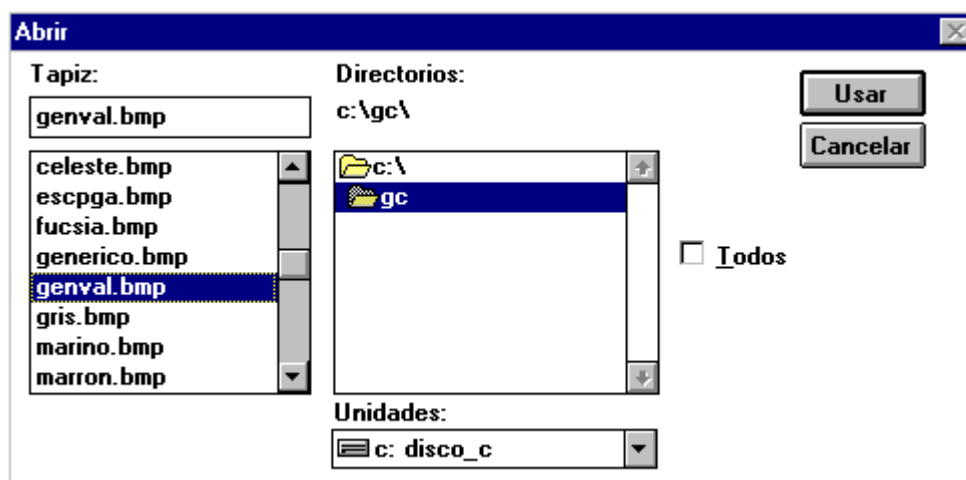 Abrir
Tapiz:
genval.bmp
celeste.bmp
escpga.bmp
fucsia.bmp
generico.bmp
genval.bmp
gris.bmp
marino.bmp
marron.bmp
Directorios:
c:\gc\
c:\
gc
Unidades:
c: disco_c
Usar
Cancelar
Todos